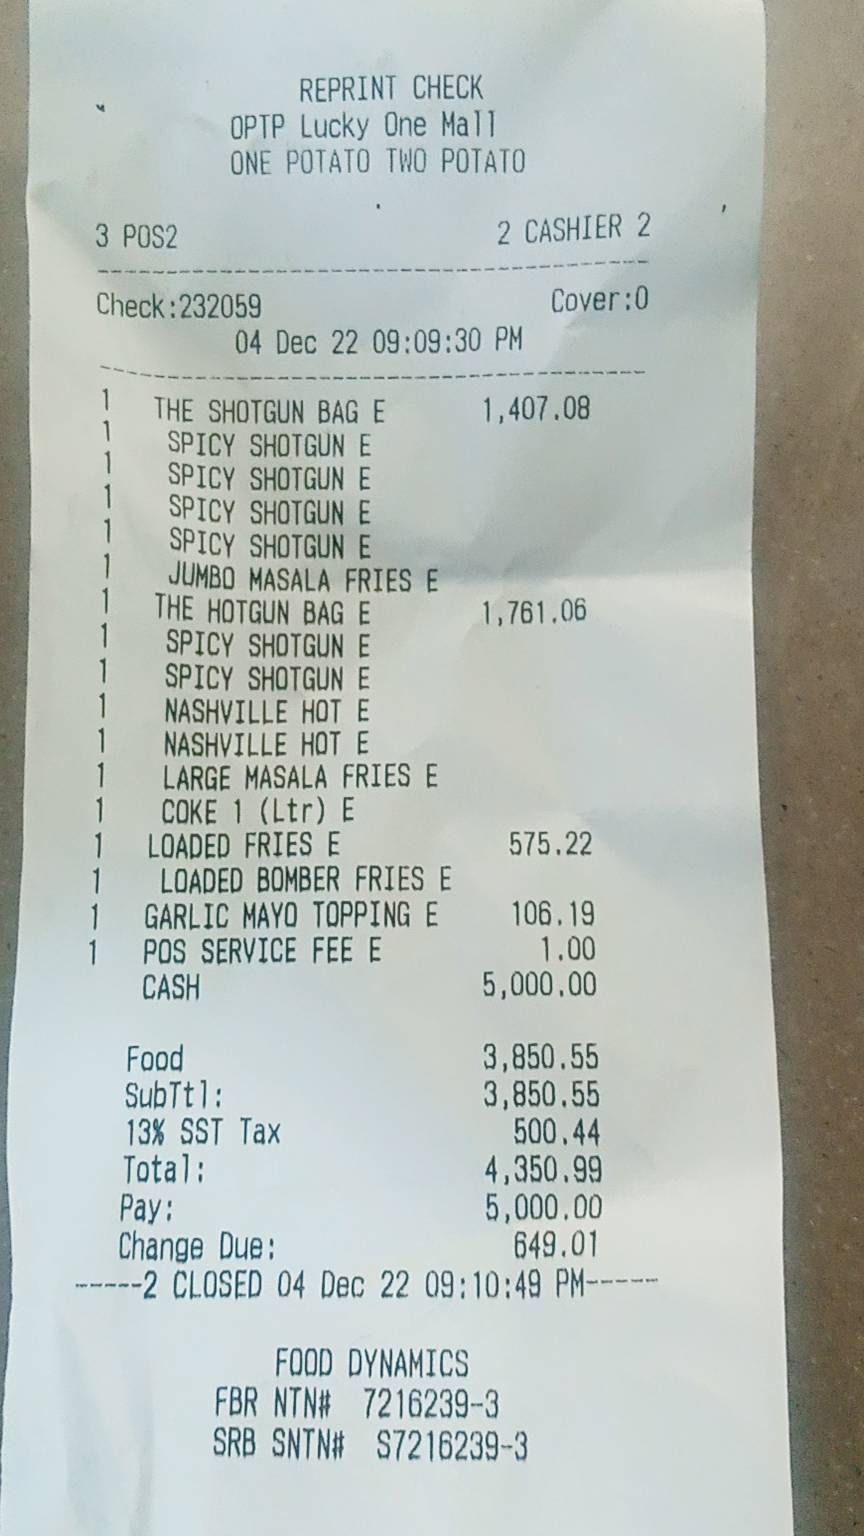 REPRINT CHECK
OPTP Lucky One Mall
ONE POTATO TWO POTATO
3 POS2 2 CASHIER 2
Check:232059 Cover:0
04 Dec 22 09:09:30 PM
1 THE SHOTGUN BAG E 1,407.08
1 SPICY SHOTGUN E
1 SPICY SHOTGUN E
1 SPICY SHOTGUN E
1 SPICY SHOTGUN E
1 JUMBO MASALA FRIES E
1 THE HOTGUN BAG E 1,761.06
1 SPICY SHOTGUN E
1 SPICY SHOTGUN E
1 NASHVILLE HOT E
1 NASHVILLE HOT E
1 LARGE MASALA FRIES E
1 COKE 1 (Ltr) E
1 LOADED FRIES E 575.22
1 LOADED BOMBER FRIES E
1 GARLIC MAYO TOPPING E 106.19
1 POS SERVICE FEE E 1.00
CASH 5,000.00
Food 3,850.55
SubTtl: 3,850.55
13% SST Tax 500.44
Total: 4,350.99
Pay: 5,000.00
Change Due: 649.01
-----2 CLOSED 04 Dec 22 09:10:49 PM-----
FOOD DYNAMICS
FBR NTN# 7216239-3
SRB SNTN# S7216239-3